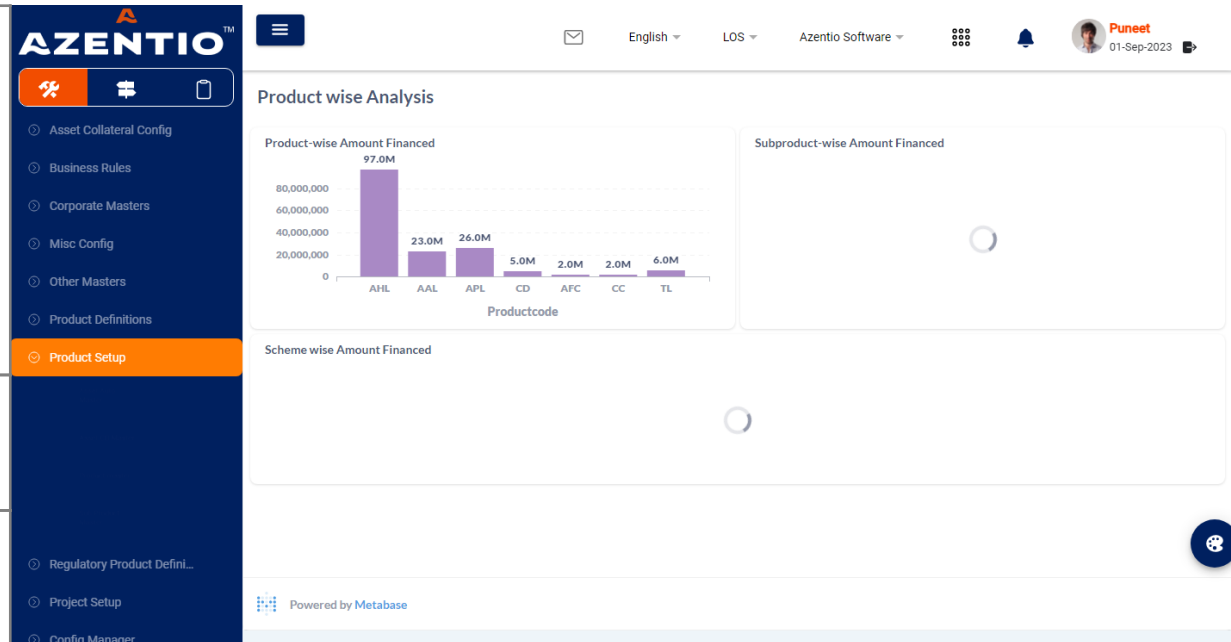 AZENTIO™
English
LOS
Azentio Software
Puneet
01-Sep-2023
Asset Collateral Config
Business Rules
Corporate Masters
Misc Config
Other Masters
Product Definitions
Product Setup
Regulatory Product Defini...
Project Setup
Config Manager
Product wise Analysis
Product-wise Amount Financed
97.0M
80,000,000
60,000,000
40,000,000
20,000,000
0
23.0M
26.0M
5.0M
2.0M
2.0M
6.0M
AHL
AAL
APL
CD
AFC
CC
TL
Productcode
Subproduct-wise Amount Financed
Scheme wise Amount Financed
Powered by Metabase